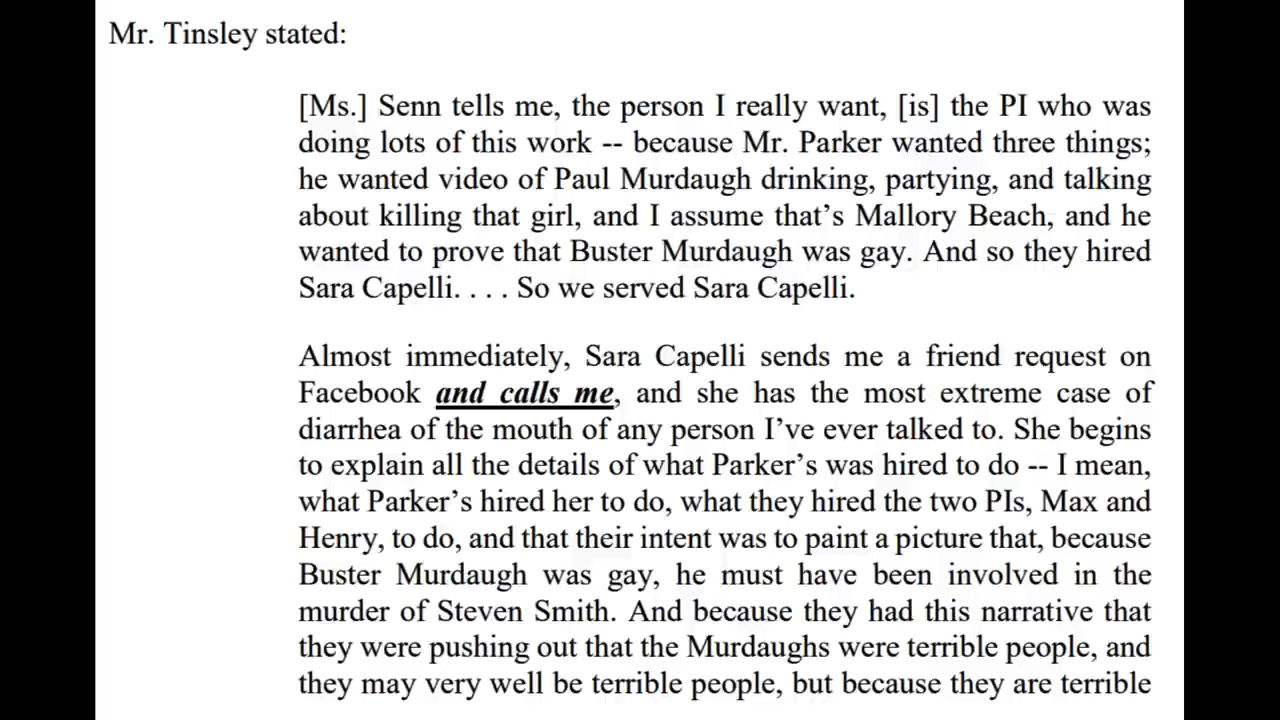 Mr. Tinsley stated:
[Ms.] Senn tells me, the person I really want, [is] the PI who was
doing lots of this work -- because Mr. Parker wanted three things;
he wanted video of Paul Murdaugh drinking, partying, and talking
about killing that girl, and I assume that’s Mallory Beach, and he
wanted to prove that Buster Murdaugh was gay. And so they hired
Sara Capelli. . . . So we served Sara Capelli.
Almost immediately, Sara Capelli sends me a friend request on
Facebook and calls me, and she has the most extreme case of
diarrhea of the mouth of any person I’ve ever talked to. She begins
to explain all the details of what Parker’s was hired to do -- I mean,
what Parker’s hired her to do, what they hired the two PIs, Max and
Henry, to do, and that their intent was to paint a picture that, because
Buster Murdaugh was gay, he must have been involved in the
murder of Steven Smith. And because they had this narrative that
they were pushing out that the Murdaughs were terrible people, and
they may very well be terrible people, but because they are terrible